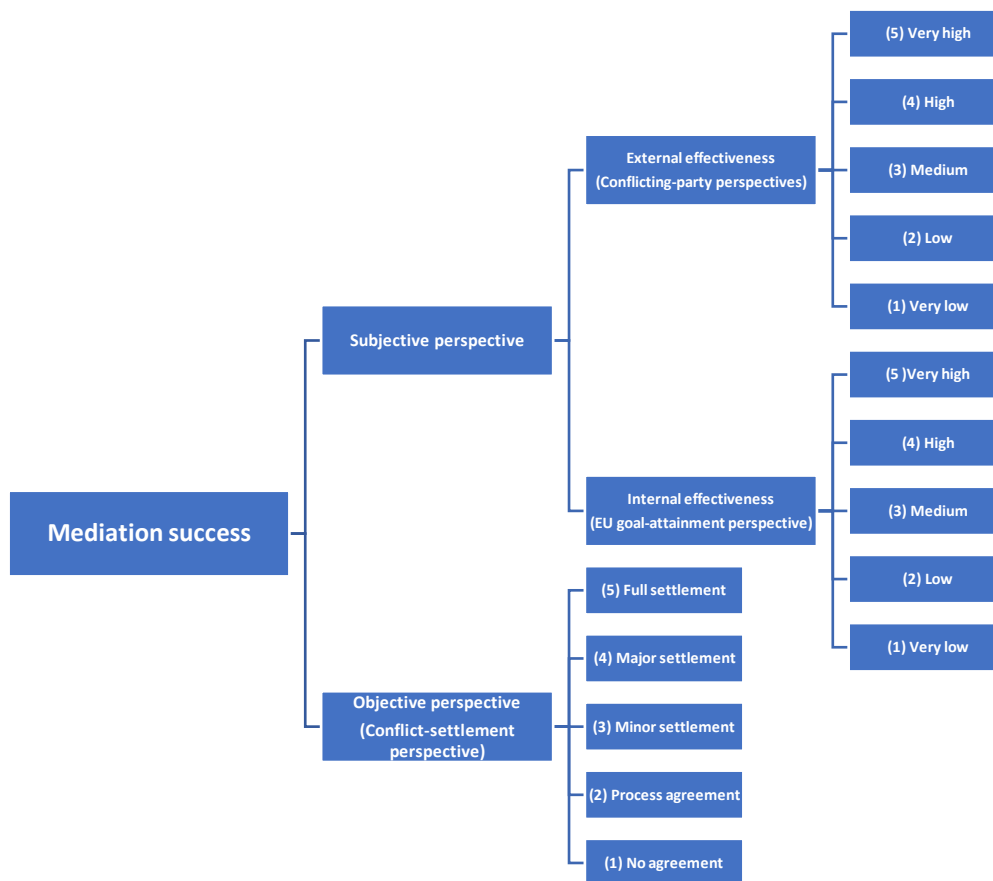 Mediation success
Subjective perspective
External effectiveness
(Conflicting-party perspectives)
(5) Very high
(4) High
(3) Medium
(2) Low
(1) Very low
Internal effectiveness
(EU goal-attainment perspective)
(5 )Very high
(4) High
(3) Medium
(2) Low
(1) Very low
Objective perspective
(Conflict-settlement
perspective)
(5) Full settlement
(4) Major settlement
(3) Minor settlement
(2) Process agreement
(1) No agreement